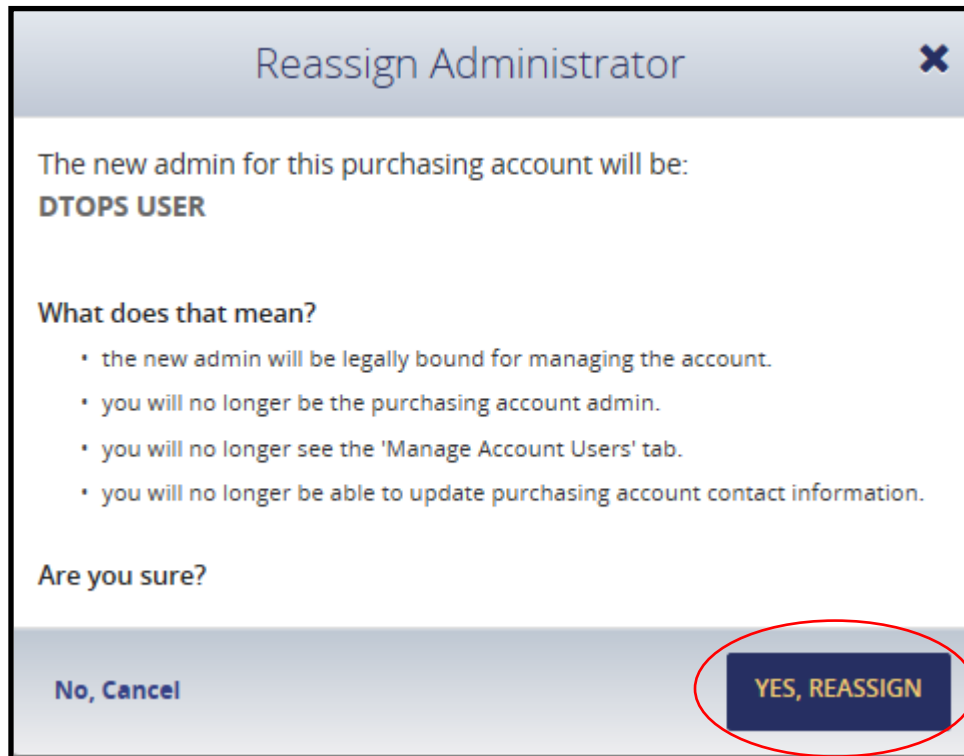 Reassign Administrator
The new admin for this purchasing account will be:
DTOPS USER
What does that mean?
• the new admin will be legally bound for managing the account.
• you will no longer be the purchasing account admin.
• you will no longer see the 'Manage Account Users' tab.
• you will no longer be able to update purchasing account contact information.
Are you sure?
No, Cancel
YES, REASSIGN